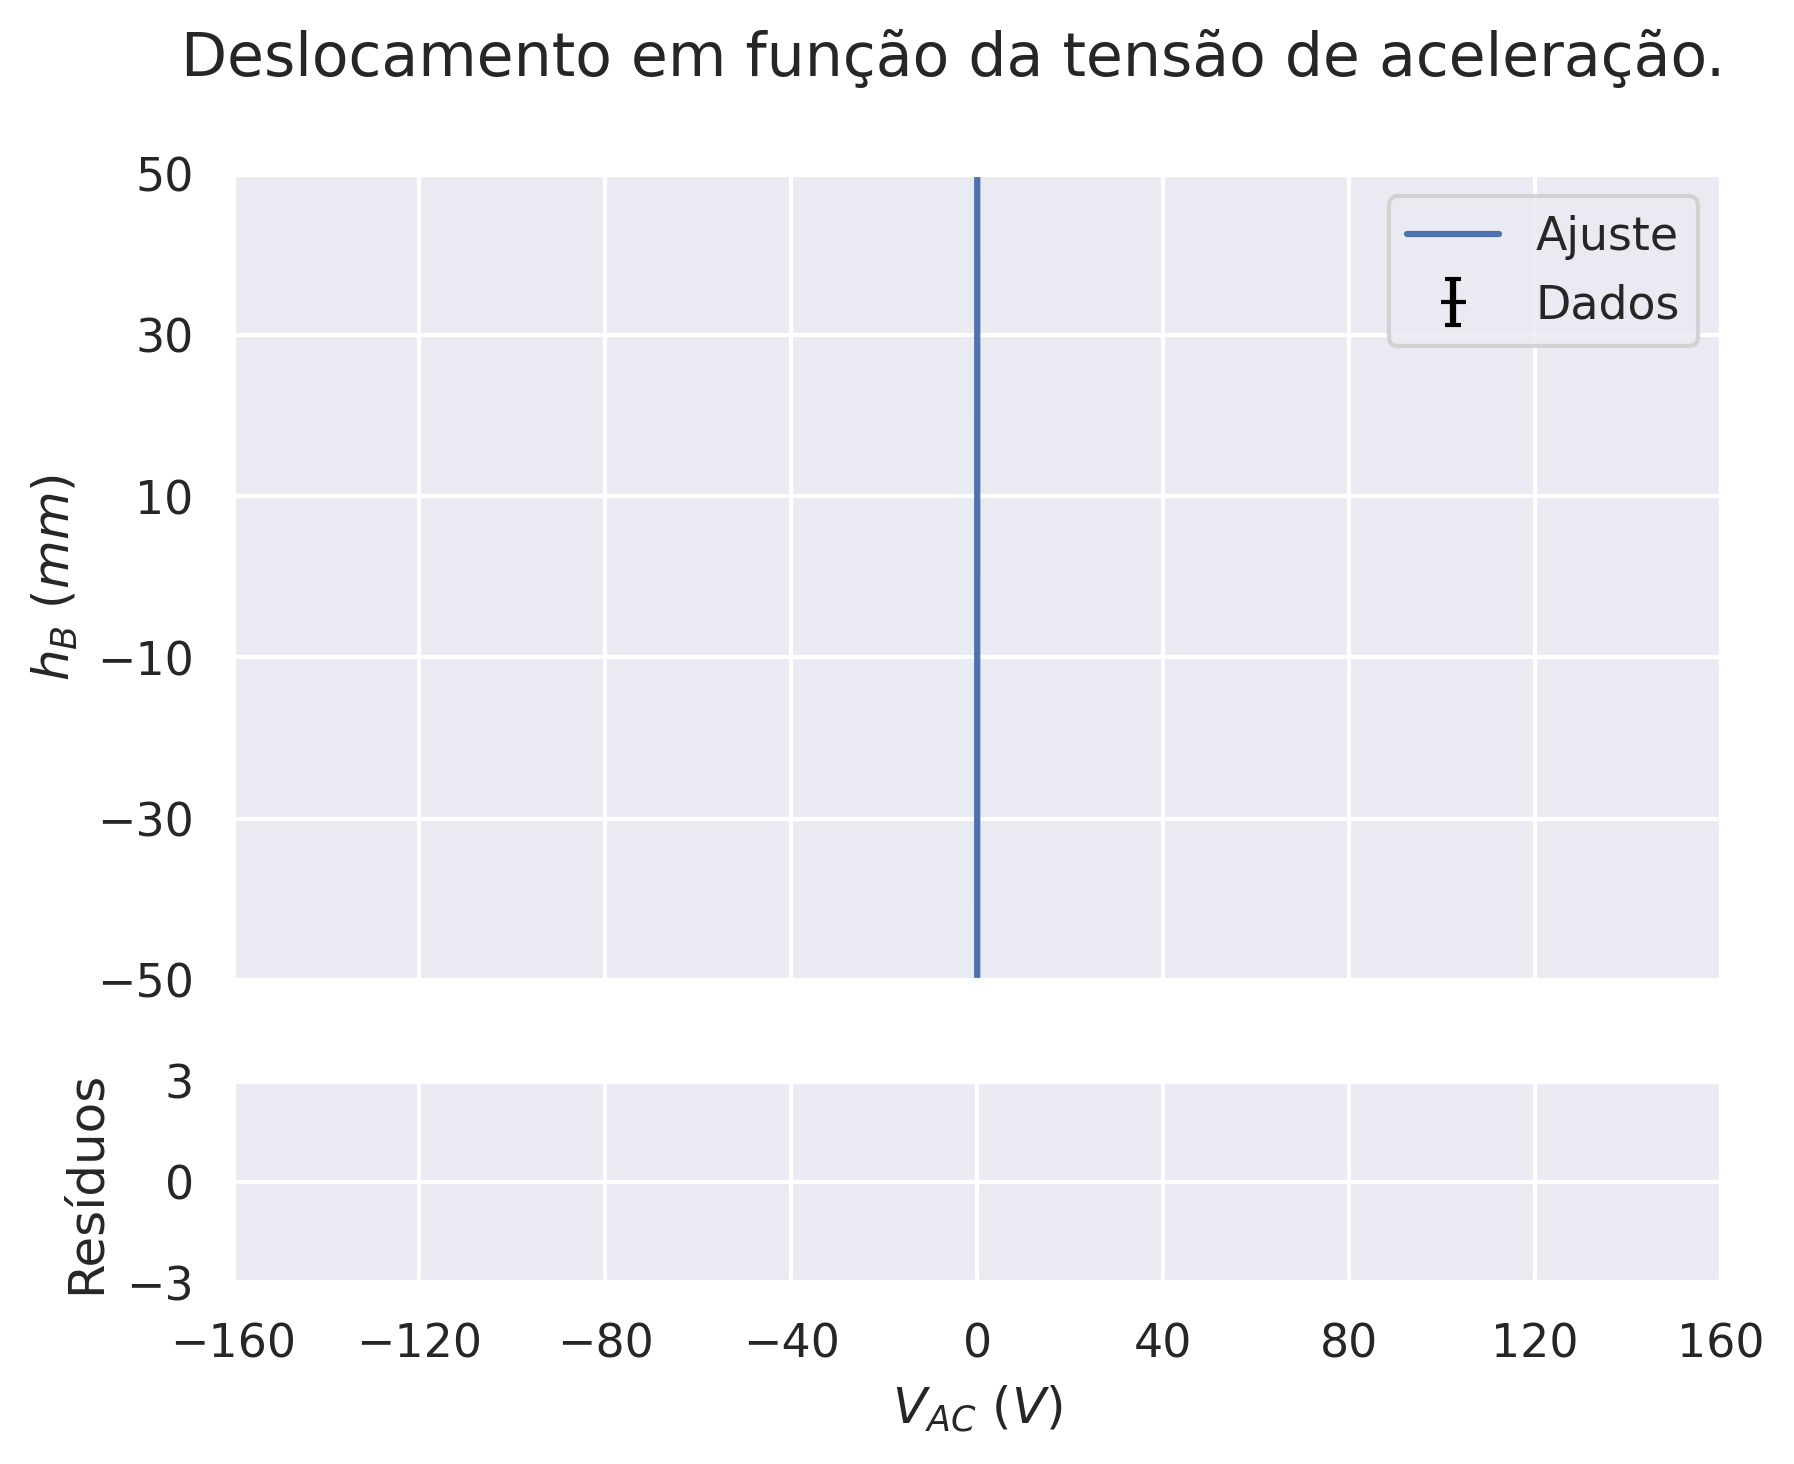 Deslocamento em função da tensão de aceleração.
50
30
10
−10
−30
−50
h_B (mm)
Ajuste
Dados
3
0
−3
Resíduos
−160 −120 −80 −40 0 40 80 120 160
V_AC (V)